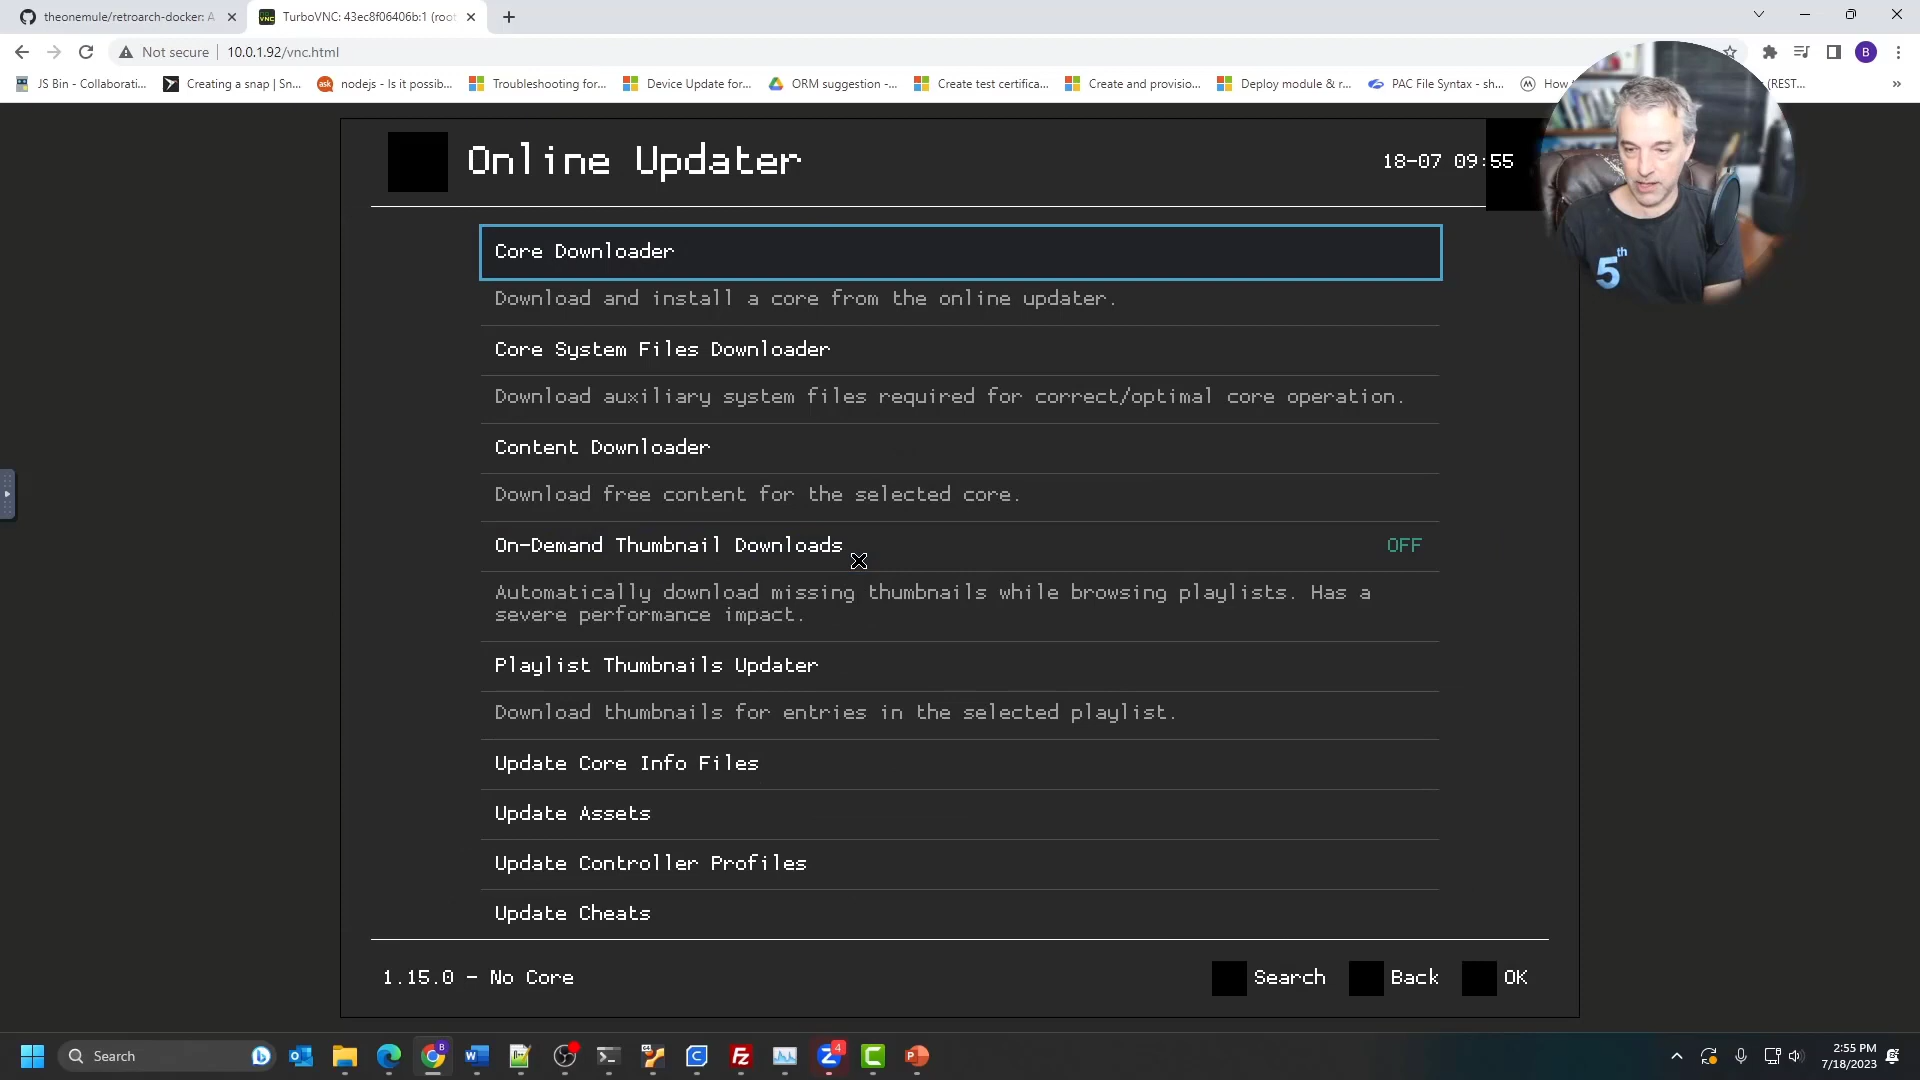 theonemule/retroarch-docker: A
TurboVNC: 43ec8f06406b:1 (root
Not secure
10.0.1.92/vnc.html
B
JS Bin - Collaborati...
Creating a snap | Sn...
nodejs - Is it possib...
Troubleshooting for...
Device Update for...
ORM suggestion -...
Create test certifica...
Create and provisio...
Deploy module & r...
PAC File Syntax - sh...
How
(REST...
Online Updater
18-07 09:55
5th
Core Downloader
Download and install a core from the online updater.
Core System Files Downloader
Download auxiliary system files required for correct/optimal core operation.
Content Downloader
Download free content for the selected core.
On-Demand Thumbnail Downloads
OFF
Automatically download missing thumbnails while browsing playlists. Has a
severe performance impact.
Playlist Thumbnails Updater
Download thumbnails for entries in the selected playlist.
Update Core Info Files
Update Assets
Update Controller Profiles
Update Cheats
1.15.0 - No Core
Search
Back
OK
Search
4
2:55 PM
7/18/2023